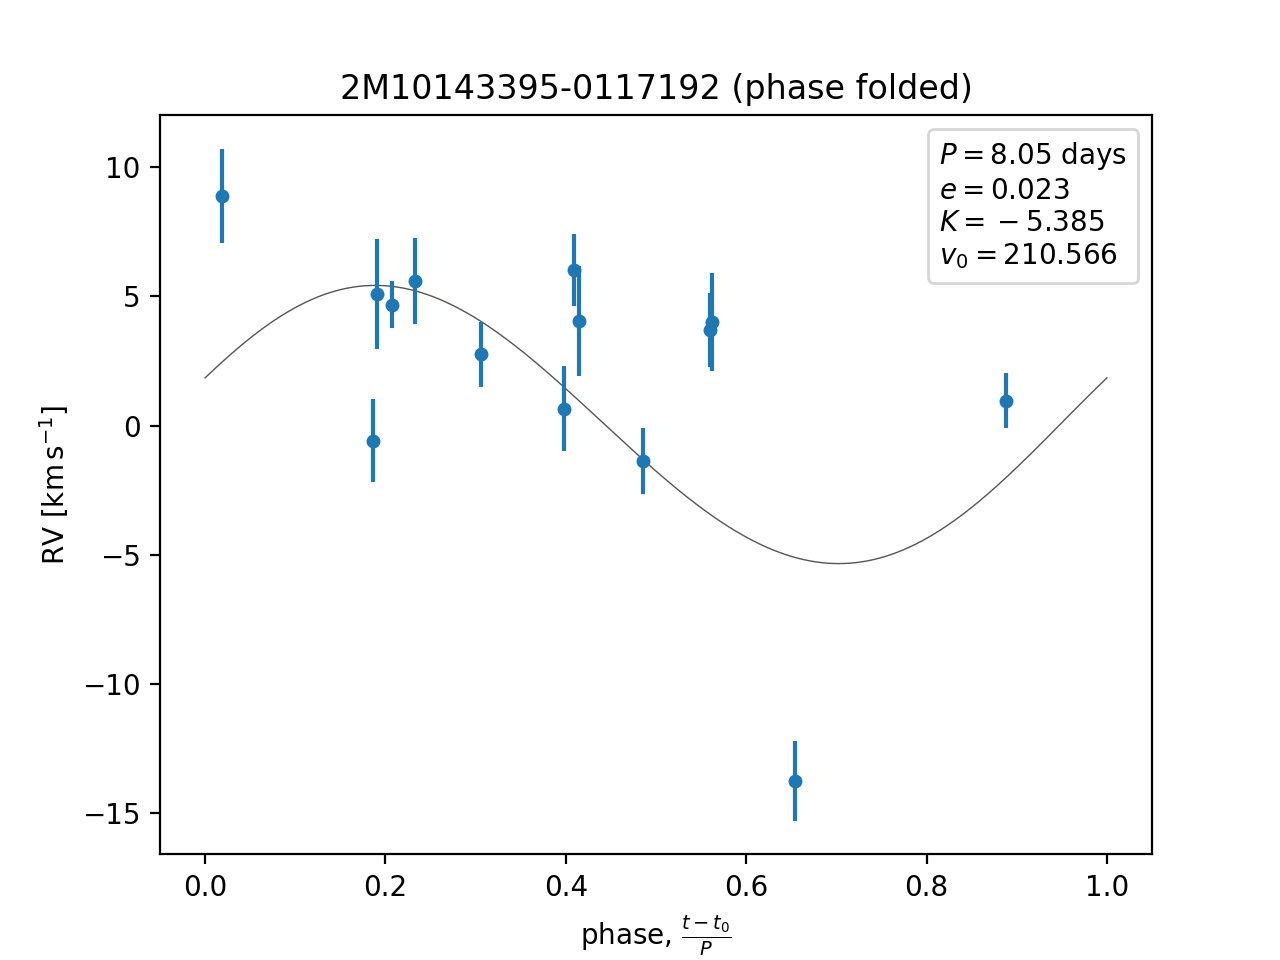 2M10143395-0117192 (phase folded)
P = 8.05 days
e = 0.023
K = −5.385
v₀ = 210.566
RV [km s⁻¹]
10
5
0
−5
−10
−15
0.0 0.2 0.4 0.6 0.8 1.0
phase, (t − t₀)/P